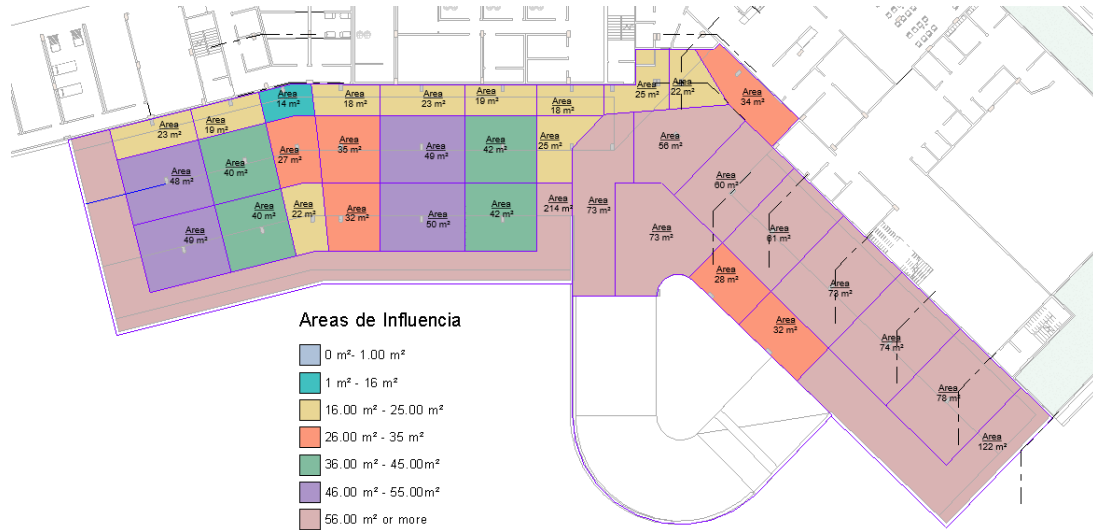 Area
14 m²
Area
18 m²
Area
23 m²
Area
19 m²
Area
18 m²
Area
25 m²
Area
22 m²
Area
34 m²
Area
23 m²
Area
19 m²
Area
27 m²
Area
35 m²
Area
49 m²
Area
42 m²
Area
25 m²
Area
56 m²
Area
48 m²
Area
40 m²
Area
60 m²
Area
49 m²
Area
40 m²
Area
22 m²
Area
32 m²
Area
50 m²
Area
42 m²
Area
214 m²
Area
73 m²
Area
73 m²
Area
61 m²
Area
28 m²
Area
73 m²
Area
32 m²
Area
74 m²
Area
78 m²
Area
122 m²
Areas de Influencia
0 m²- 1.00 m²
1 m² - 16 m²
16.00 m² - 25.00 m²
26.00 m² - 35 m²
36.00 m² - 45.00m²
46.00 m² - 55.00m²
56.00 m² or more